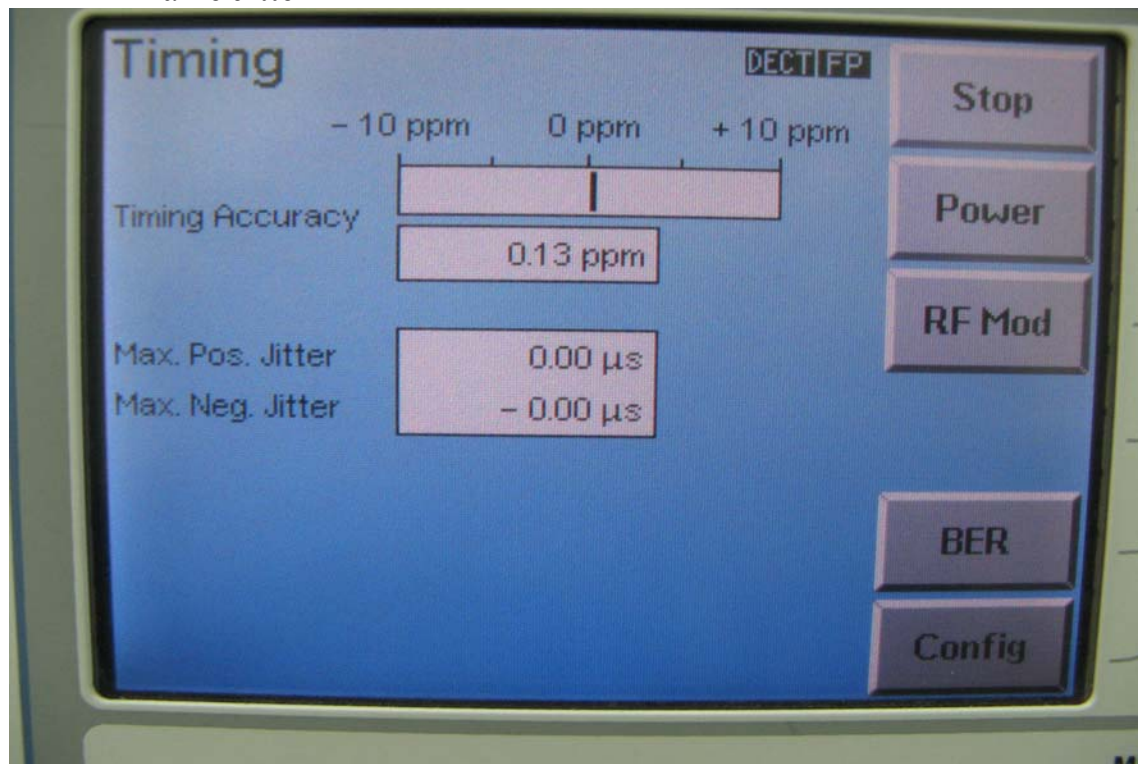 Timing
DECT FP
– 10 ppm 0 ppm + 10 ppm
Timing Accuracy
0.13 ppm
Max. Pos. Jitter 0.00 µs
Max. Neg. Jitter – 0.00 µs
Stop
Power
RF Mod
BER
Config